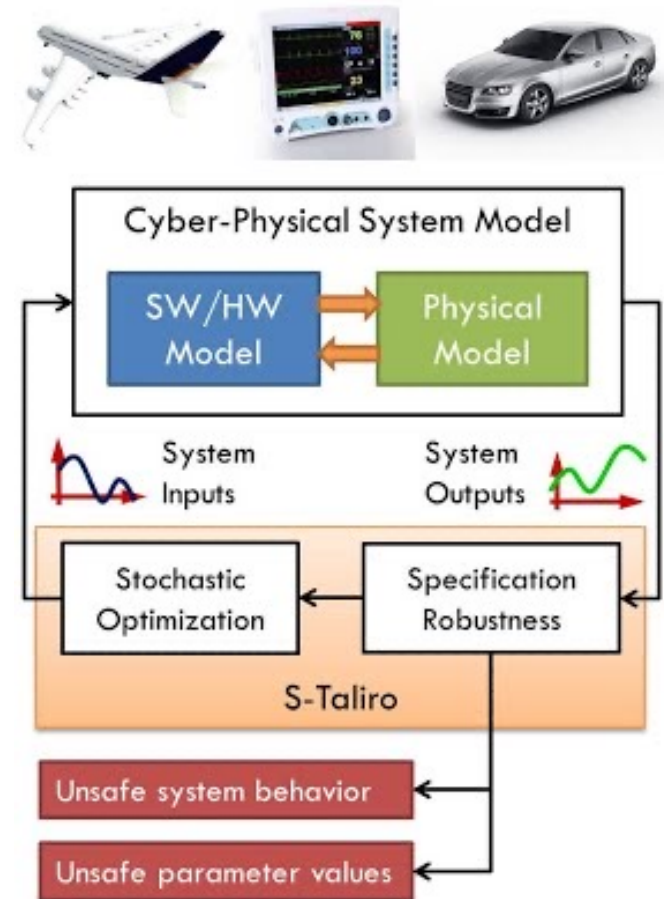 Cyber-Physical System Model
SW/HW
Model
Physical
Model
System
Inputs
System
Outputs
Stochastic
Optimization
Specification
Robustness
S-Taliro
Unsafe system behavior
Unsafe parameter values